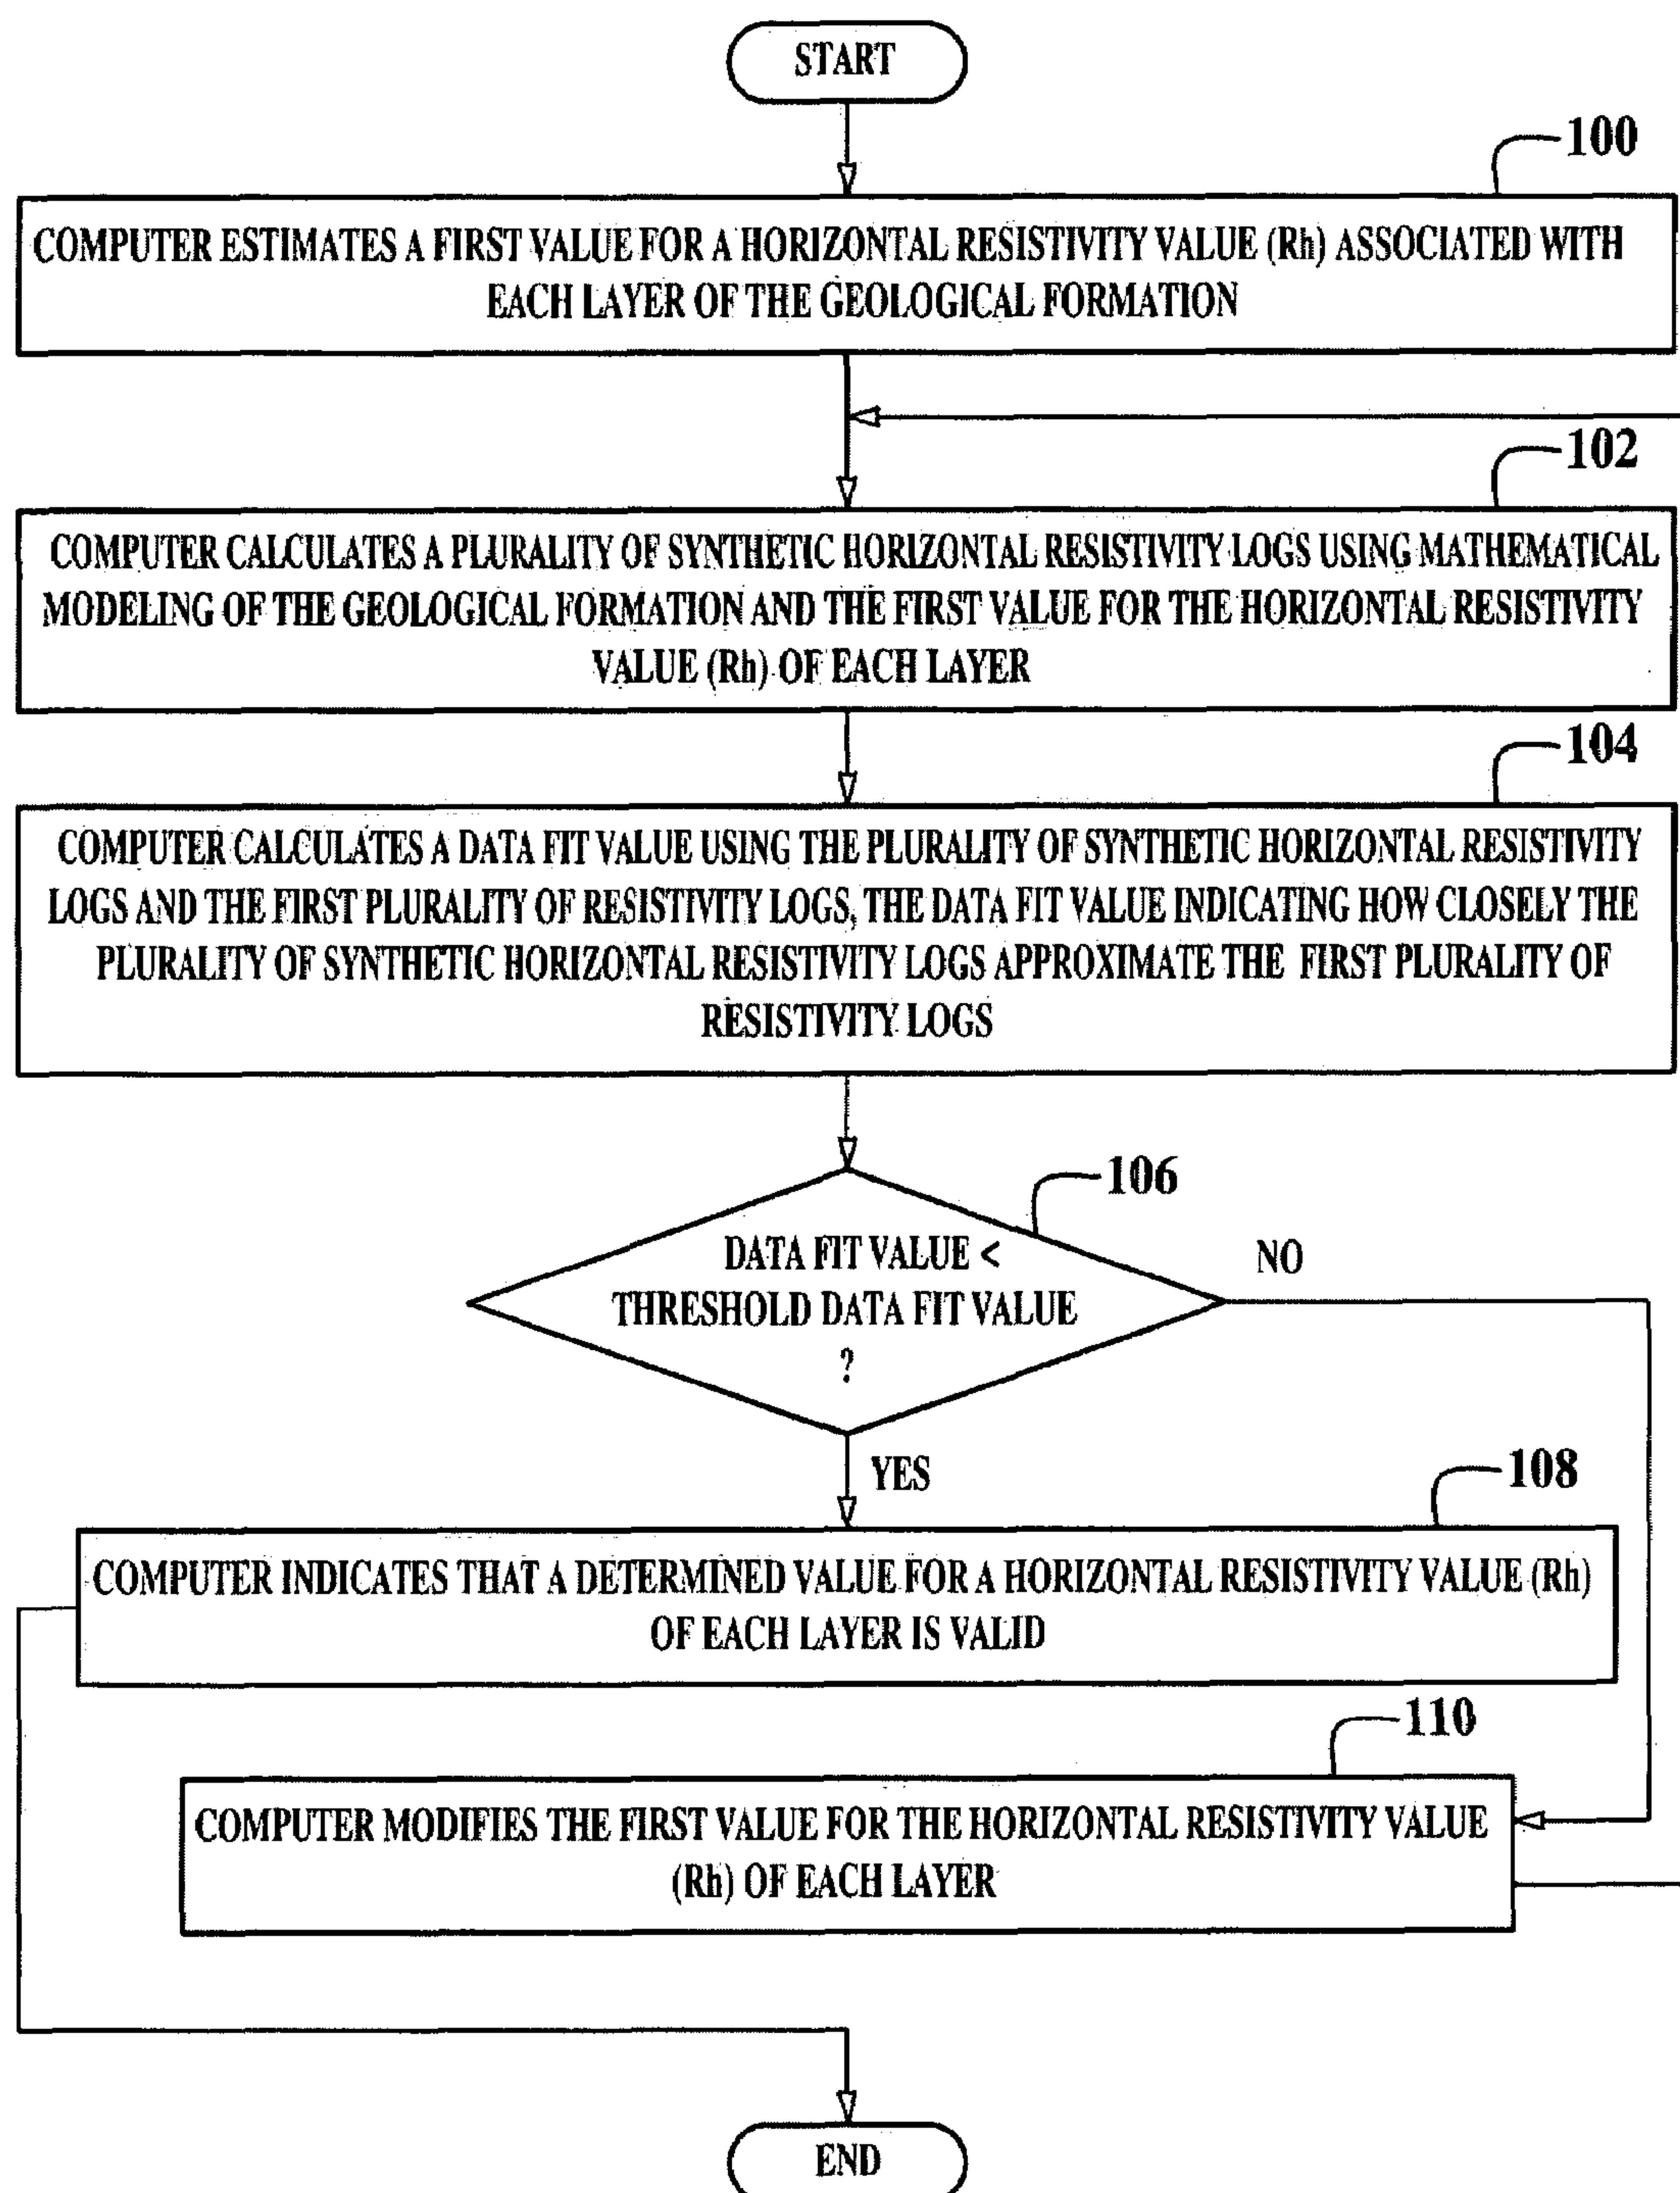 START
100
COMPUTER ESTIMATES A FIRST VALUE FOR A HORIZONTAL RESISTIVITY VALUE (Rh) ASSOCIATED WITH
EACH LAYER OF THE GEOLOGICAL FORMATION
102
COMPUTER CALCULATES A PLURALITY OF SYNTHETIC HORIZONTAL RESISTIVITY LOGS USING MATHEMATICAL
MODELING OF THE GEOLOGICAL FORMATION AND THE FIRST VALUE FOR THE HORIZONTAL RESISTIVITY
VALUE (Rh) OF EACH LAYER
104
COMPUTER CALCULATES A DATA FIT VALUE USING THE PLURALITY OF SYNTHETIC HORIZONTAL RESISTIVITY
LOGS AND THE FIRST PLURALITY OF RESISTIVITY LOGS, THE DATA FIT VALUE INDICATING HOW CLOSELY THE
PLURALITY OF SYNTHETIC HORIZONTAL RESISTIVITY LOGS APPROXIMATE THE FIRST PLURALITY OF
RESISTIVITY LOGS
106
DATA FIT VALUE <
THRESHOLD DATA FIT VALUE
?
NO
YES
108
COMPUTER INDICATES THAT A DETERMINED VALUE FOR A HORIZONTAL RESISTIVITY VALUE (Rh)
OF EACH LAYER IS VALID
110
COMPUTER MODIFIES THE FIRST VALUE FOR THE HORIZONTAL RESISTIVITY VALUE
(Rh) OF EACH LAYER
END